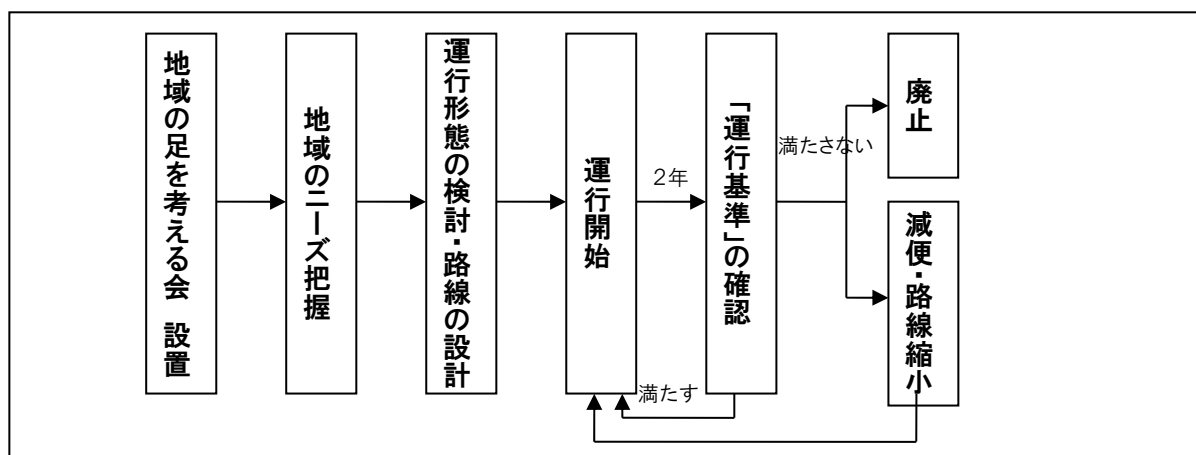 地域の足を考える会　設置
地域のニーズ把握
運行形態の検討・路線の設計
運行開始
2年
「運行基準」の確認
満たさない
廃止
減便・路線縮小
満たす